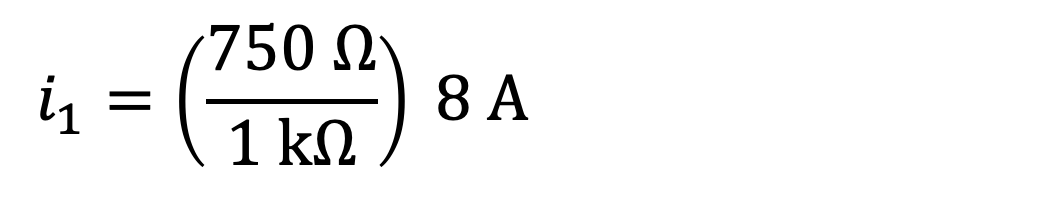 i₁ = (750 Ω / 1 kΩ) 8 A